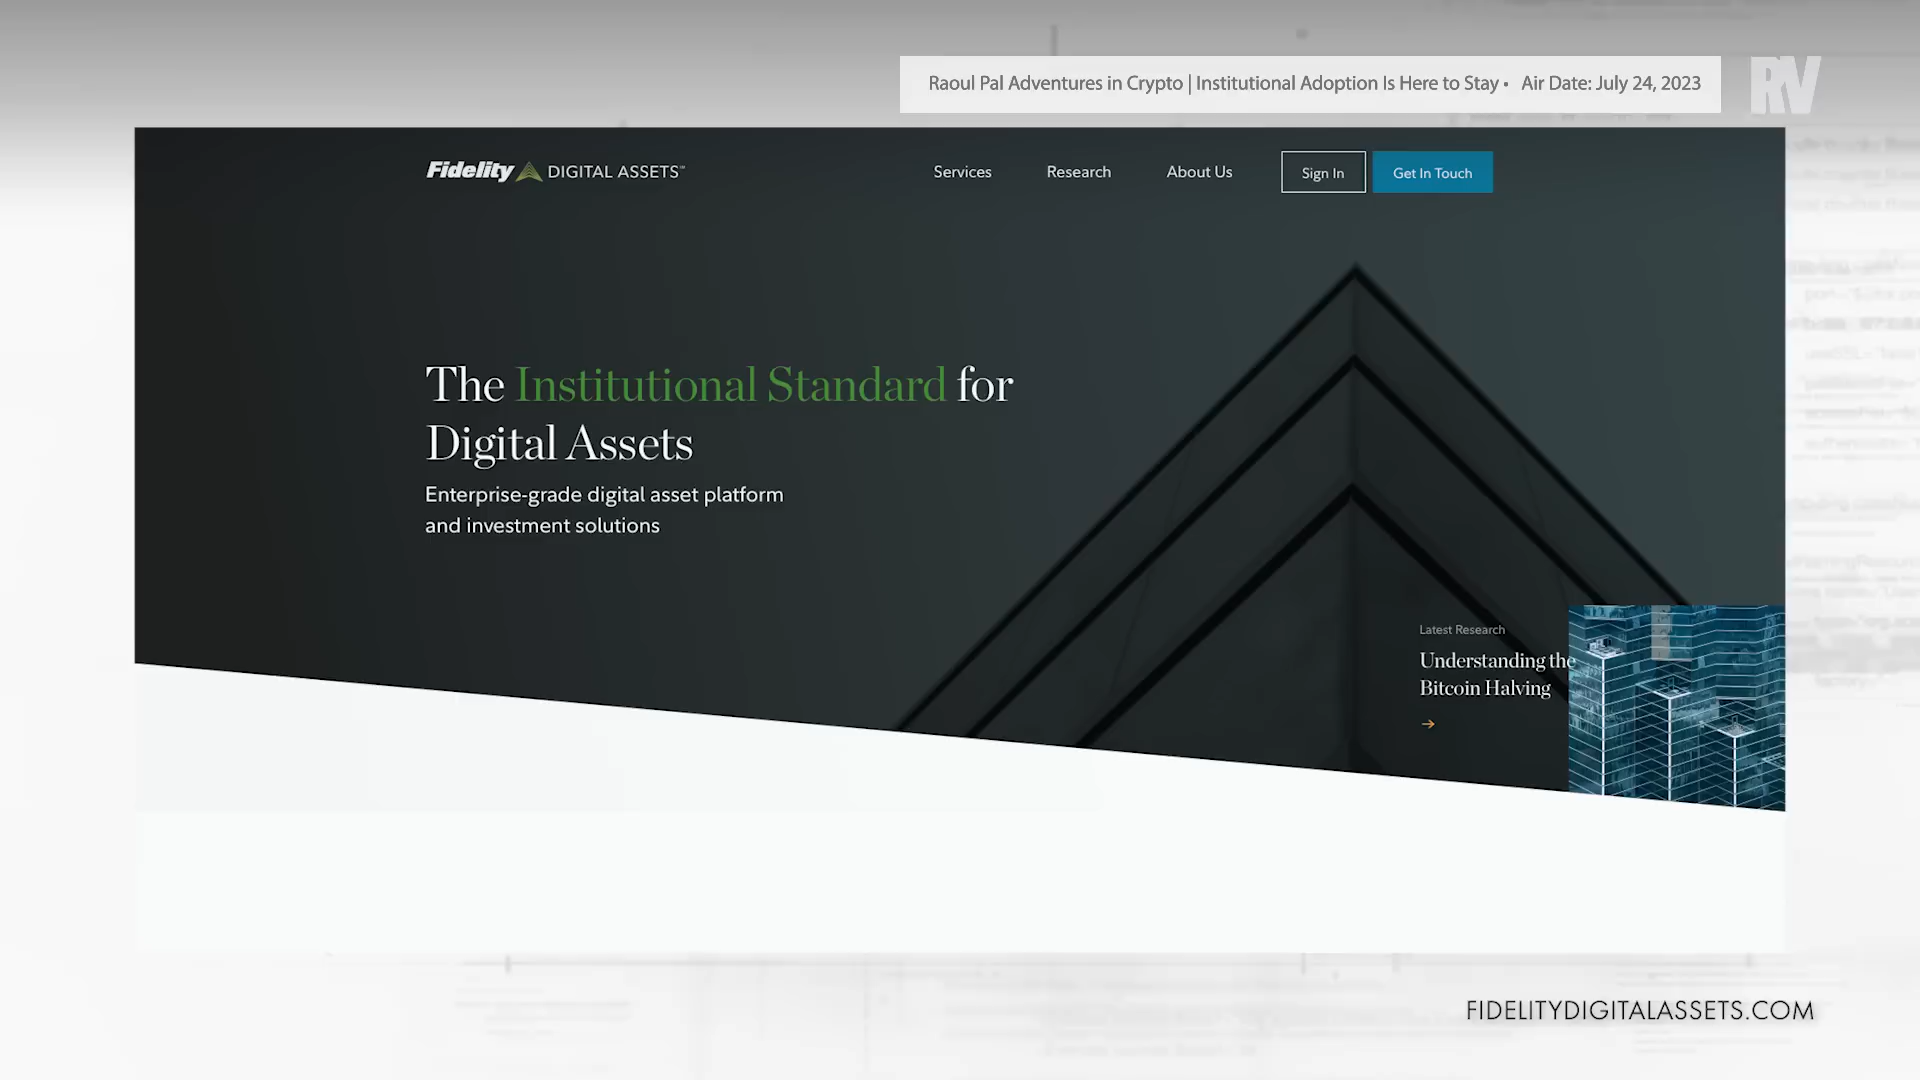 Raoul Pal Adventures in Crypto | Institutional Adoption Is Here to Stay • Air Date: July 24, 2023
RV
Fidelity DIGITAL ASSETS℠
Services
Research
About Us
Sign In
Get In Touch
The Institutional Standard for
Digital Assets
Enterprise-grade digital asset platform
and investment solutions
Latest Research
Understanding the
Bitcoin Halving
→
FIDELITYDIGITALASSETS.COM